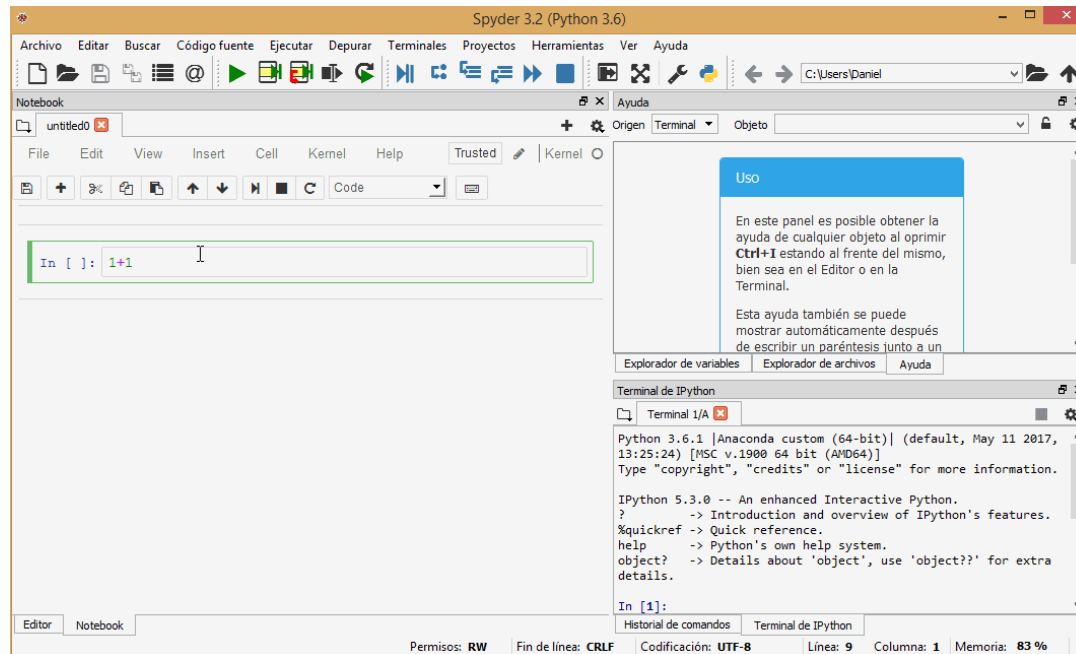 Spyder 3.2 (Python 3.6)
Archivo Editar Buscar Código fuente Ejecutar Depurar Terminales Proyectos Herramientas Ver Ayuda
C:\Users\Daniel
Notebook
untitled0
File Edit View Insert Cell Kernel Help Trusted Kernel
Code
In [ ]: 1+1
Editor Notebook
Ayuda
Origen Terminal Objeto
Uso
En este panel es posible obtener la
ayuda de cualquier objeto al oprimir
Ctrl+I estando al frente del mismo,
bien sea en el Editor o en la
Terminal.
Esta ayuda también se puede
mostrar automáticamente después
de escribir un paréntesis junto a un
Explorador de variables Explorador de archivos Ayuda
Terminal de IPython
Terminal 1/A
Python 3.6.1 |Anaconda custom (64-bit)| (default, May 11 2017,
13:25:24) [MSC v.1900 64 bit (AMD64)]
Type "copyright", "credits" or "license" for more information.
IPython 5.3.0 -- An enhanced Interactive Python.
? -> Introduction and overview of IPython's features.
%quickref -> Quick reference.
help -> Python's own help system.
object? -> Details about 'object', use 'object??' for extra
details.
In [1]:
Historial de comandos Terminal de IPython
Permisos: RW Fin de línea: CRLF Codificación: UTF-8 Línea: 9 Columna: 1 Memoria: 83 %